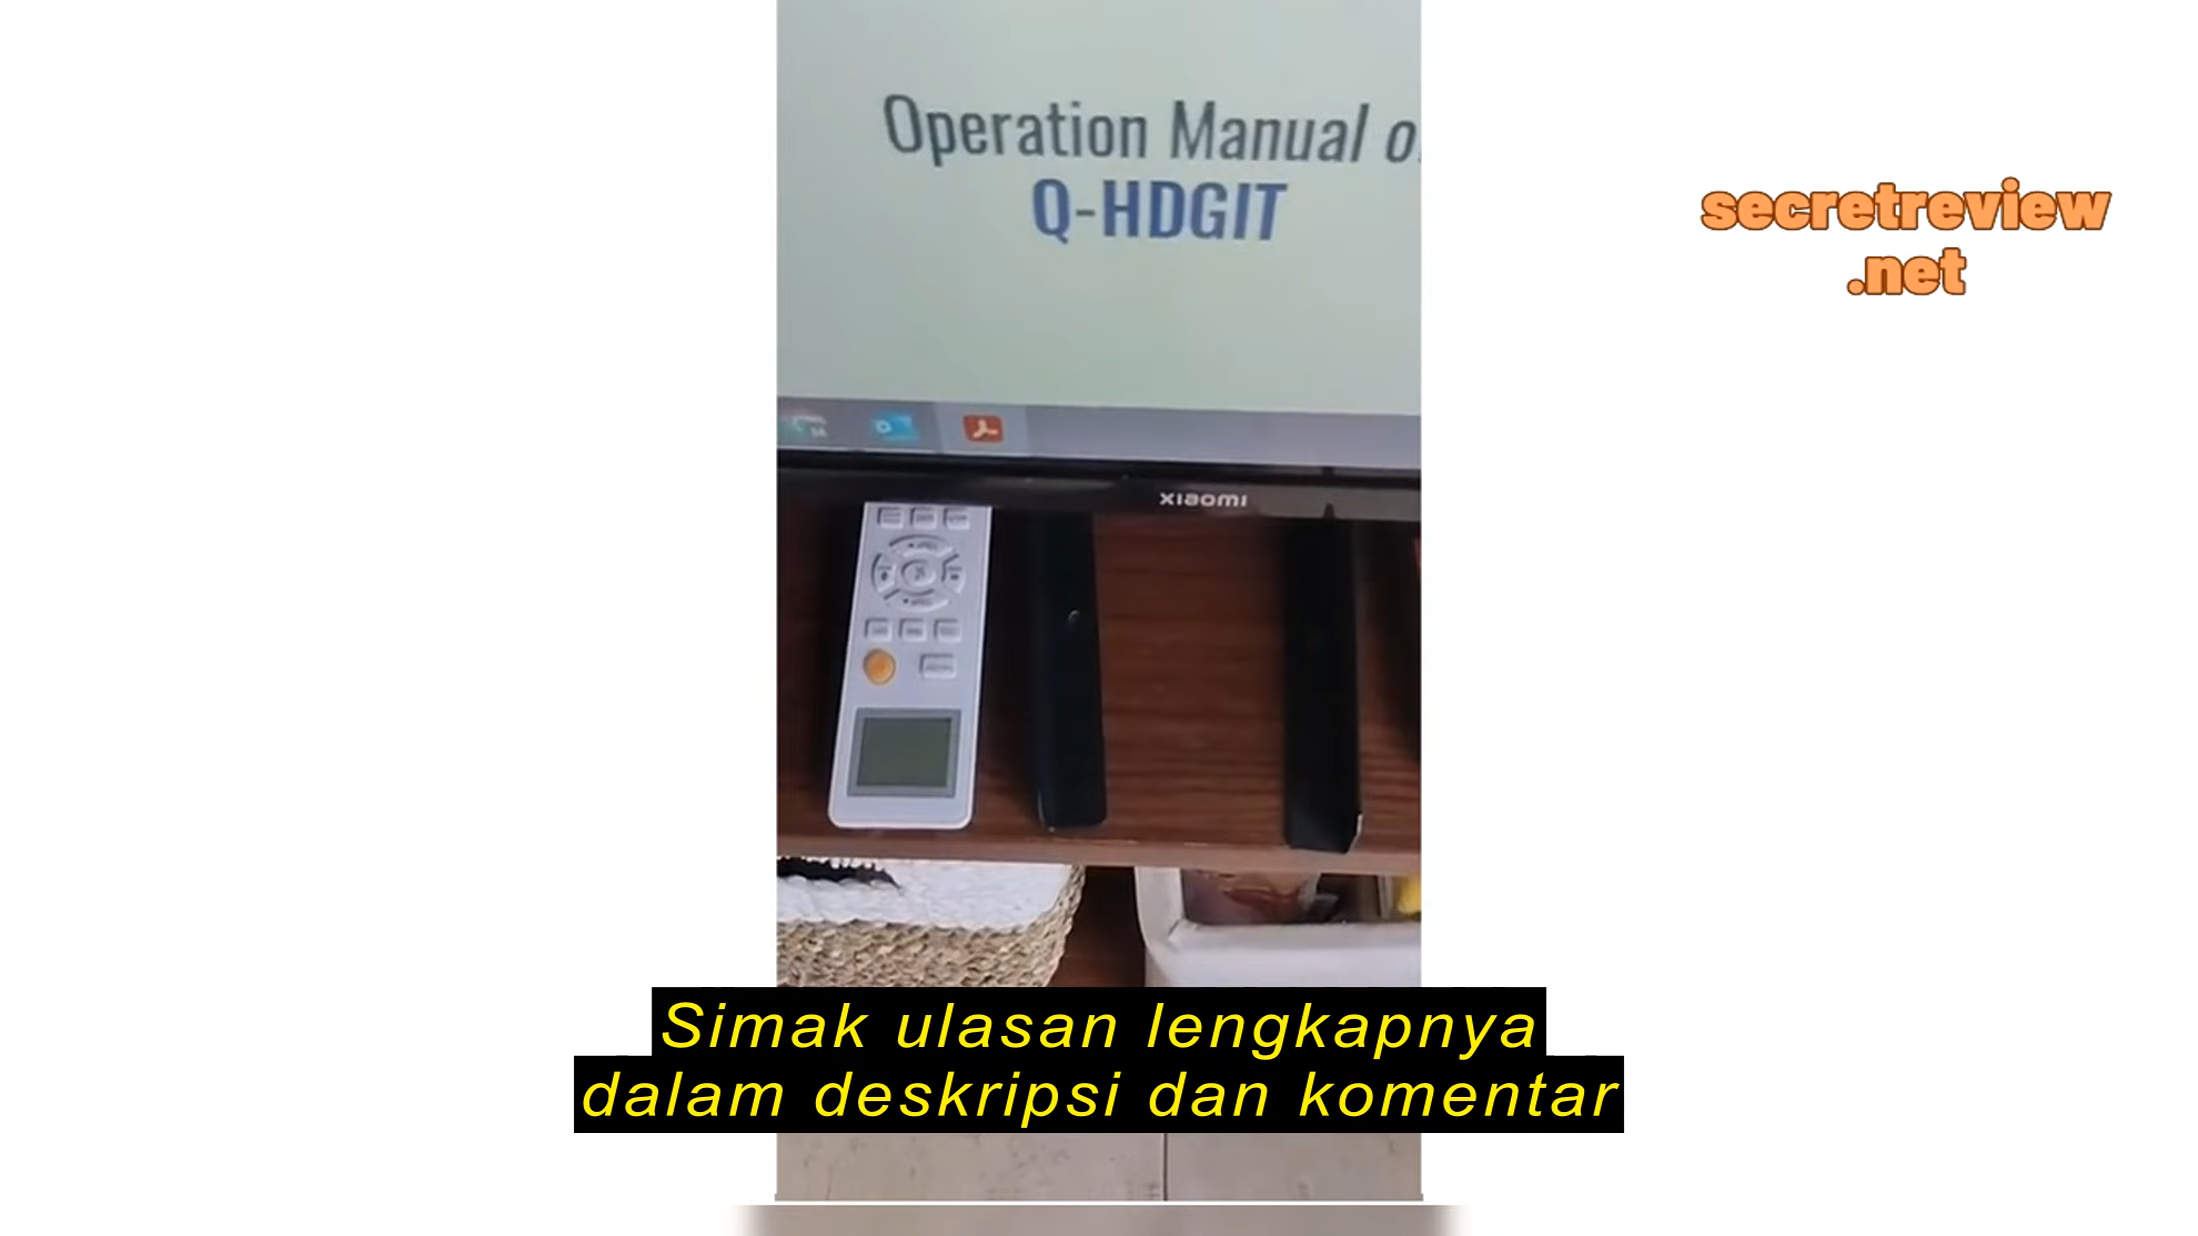 Operation Manual o
Q-HDGIT
secretreview
.net
xiaomi
Simak ulasan lengkapnya
dalam deskripsi dan komentar